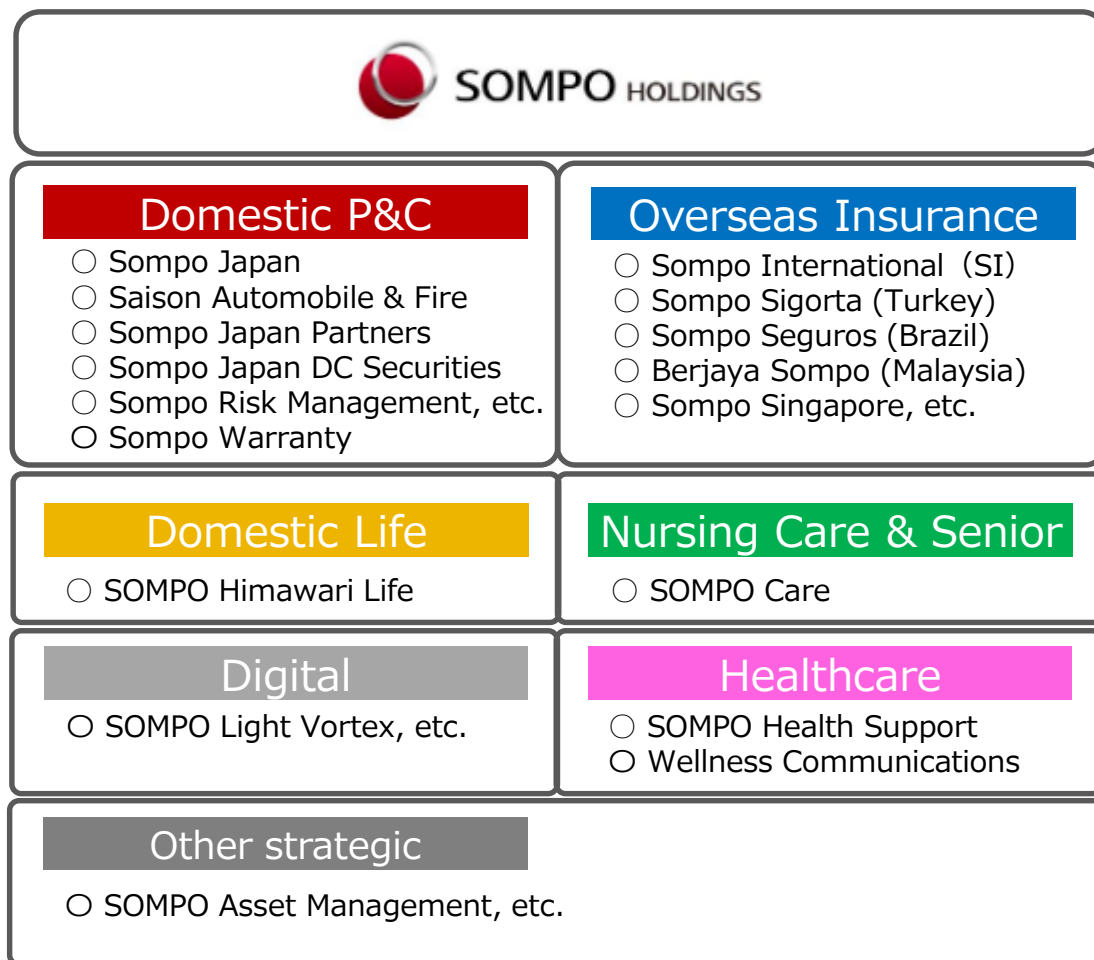 SOMPO HOLDINGS
Domestic P&C
○ Sompo Japan
○ Saison Automobile & Fire
○ Sompo Japan Partners
○ Sompo Japan DC Securities
○ Sompo Risk Management, etc.
○ Sompo Warranty
Overseas Insurance
○ Sompo International（SI）
○ Sompo Sigorta (Turkey)
○ Sompo Seguros (Brazil)
○ Berjaya Sompo (Malaysia)
○ Sompo Singapore, etc.
Domestic Life
○ SOMPO Himawari Life
Nursing Care & Senior
○ SOMPO Care
Digital
○ SOMPO Light Vortex, etc.
Healthcare
○ SOMPO Health Support
○ Wellness Communications
Other strategic
○ SOMPO Asset Management, etc.